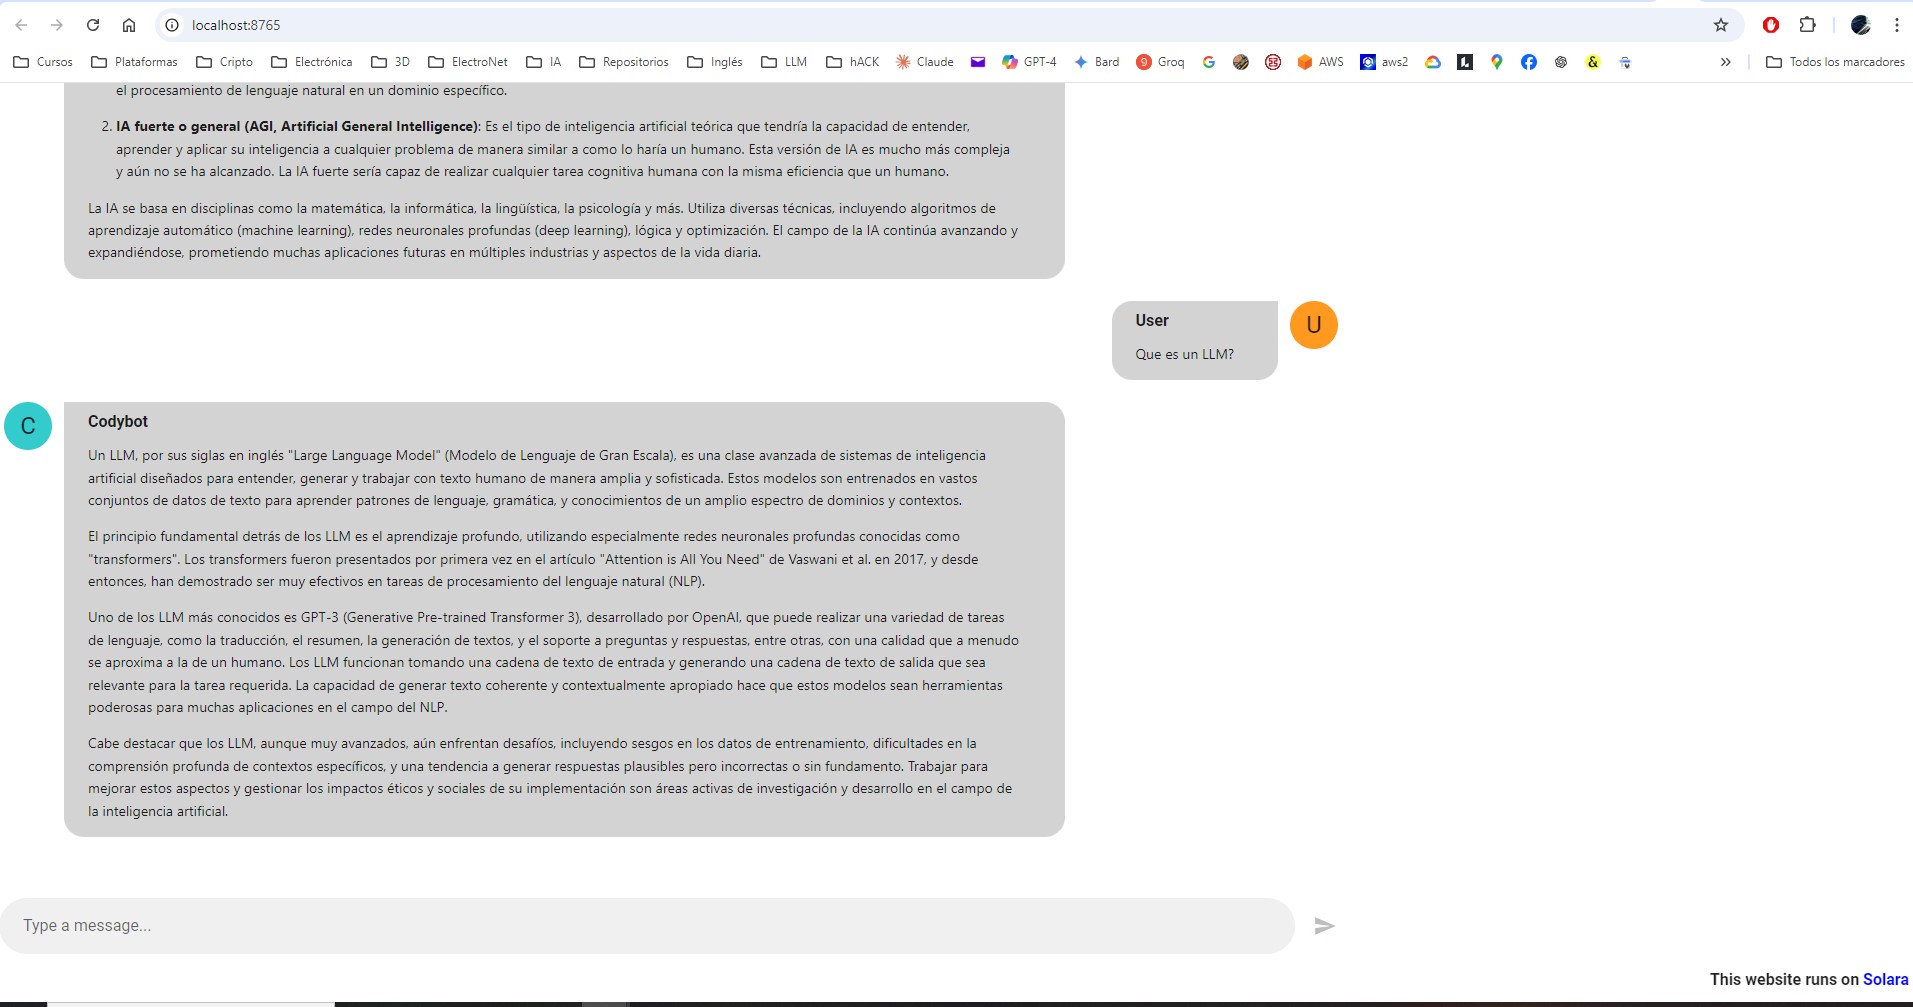 localhost:8765
Cursos Plataformas Cripto Electrónica 3D ElectroNet IA Repositorios Inglés LLM hACK Claude GPT-4 Bard 9 Groq G AWS aws2 & Todos los marcadores
el procesamiento de lenguaje natural en un dominio específico.
2. IA fuerte o general (AGI, Artificial General Intelligence): Es el tipo de inteligencia artificial teórica que tendría la capacidad de entender,
aprender y aplicar su inteligencia a cualquier problema de manera similar a como lo haría un humano. Esta versión de IA es mucho más compleja
y aún no se ha alcanzado. La IA fuerte sería capaz de realizar cualquier tarea cognitiva humana con la misma eficiencia que un humano.
La IA se basa en disciplinas como la matemática, la informática, la lingüística, la psicología y más. Utiliza diversas técnicas, incluyendo algoritmos de
aprendizaje automático (machine learning), redes neuronales profundas (deep learning), lógica y optimización. El campo de la IA continúa avanzando y
expandiéndose, prometiendo muchas aplicaciones futuras en múltiples industrias y aspectos de la vida diaria.
User
U
Que es un LLM?
C
Codybot
Un LLM, por sus siglas en inglés "Large Language Model" (Modelo de Lenguaje de Gran Escala), es una clase avanzada de sistemas de inteligencia
artificial diseñados para entender, generar y trabajar con texto humano de manera amplia y sofisticada. Estos modelos son entrenados en vastos
conjuntos de datos de texto para aprender patrones de lenguaje, gramática, y conocimientos de un amplio espectro de dominios y contextos.
El principio fundamental detrás de los LLM es el aprendizaje profundo, utilizando especialmente redes neuronales profundas conocidas como
"transformers". Los transformers fueron presentados por primera vez en el artículo "Attention is All You Need" de Vaswani et al. en 2017, y desde
entonces, han demostrado ser muy efectivos en tareas de procesamiento del lenguaje natural (NLP).
Uno de los LLM más conocidos es GPT-3 (Generative Pre-trained Transformer 3), desarrollado por OpenAI, que puede realizar una variedad de tareas
de lenguaje, como la traducción, el resumen, la generación de textos, y el soporte a preguntas y respuestas, entre otras, con una calidad que a menudo
se aproxima a la de un humano. Los LLM funcionan tomando una cadena de texto de entrada y generando una cadena de texto de salida que sea
relevante para la tarea requerida. La capacidad de generar texto coherente y contextualmente apropiado hace que estos modelos sean herramientas
poderosas para muchas aplicaciones en el campo del NLP.
Cabe destacar que los LLM, aunque muy avanzados, aún enfrentan desafíos, incluyendo sesgos en los datos de entrenamiento, dificultades en la
comprensión profunda de contextos específicos, y una tendencia a generar respuestas plausibles pero incorrectas o sin fundamento. Trabajar para
mejorar estos aspectos y gestionar los impactos éticos y sociales de su implementación son áreas activas de investigación y desarrollo en el campo de
la inteligencia artificial.
Type a message...
This website runs on Solara